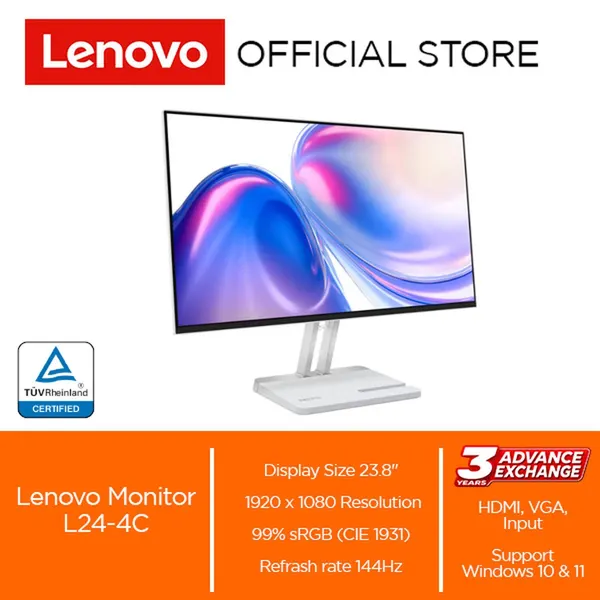 Lenovo OFFICIAL STORE
TÜVRheinland®
CERTIFIED
Lenovo Monitor
L24-4C
Display Size 23.8"
1920 x 1080 Resolution
99% sRGB (CIE 1931)
Refrash rate 144Hz
3 YEARS ADVANCE
EXCHANGE
HDMI, VGA,
Input
Support
Windows 10 & 11